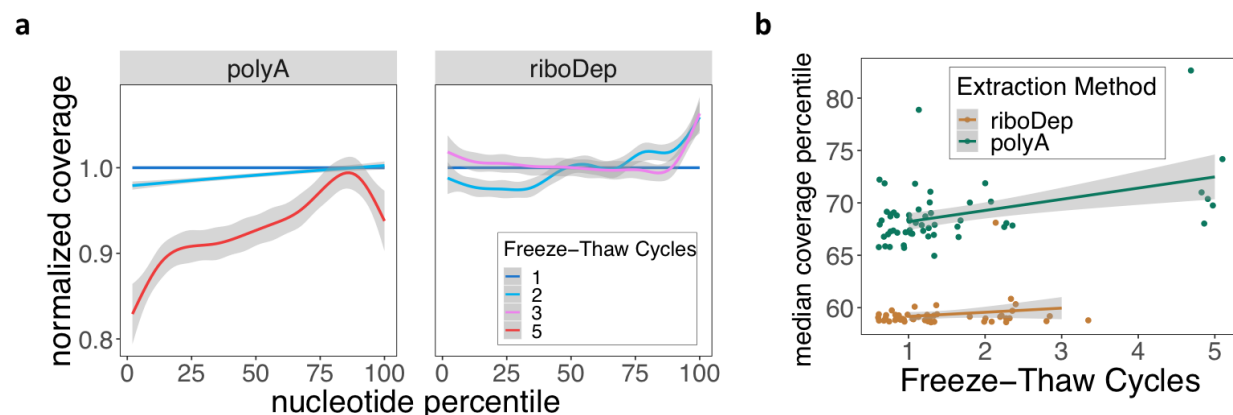 a
polyA
riboDep
normalized coverage
1.0
0.9
0.8
Freeze-Thaw Cycles
1
2
3
5
0
25
50
75
100
0
25
50
75
100
nucleotide percentile
b
median coverage percentile
80
75
70
65
60
Extraction Method
riboDep
polyA
1
2
3
4
5
Freeze-Thaw Cycles